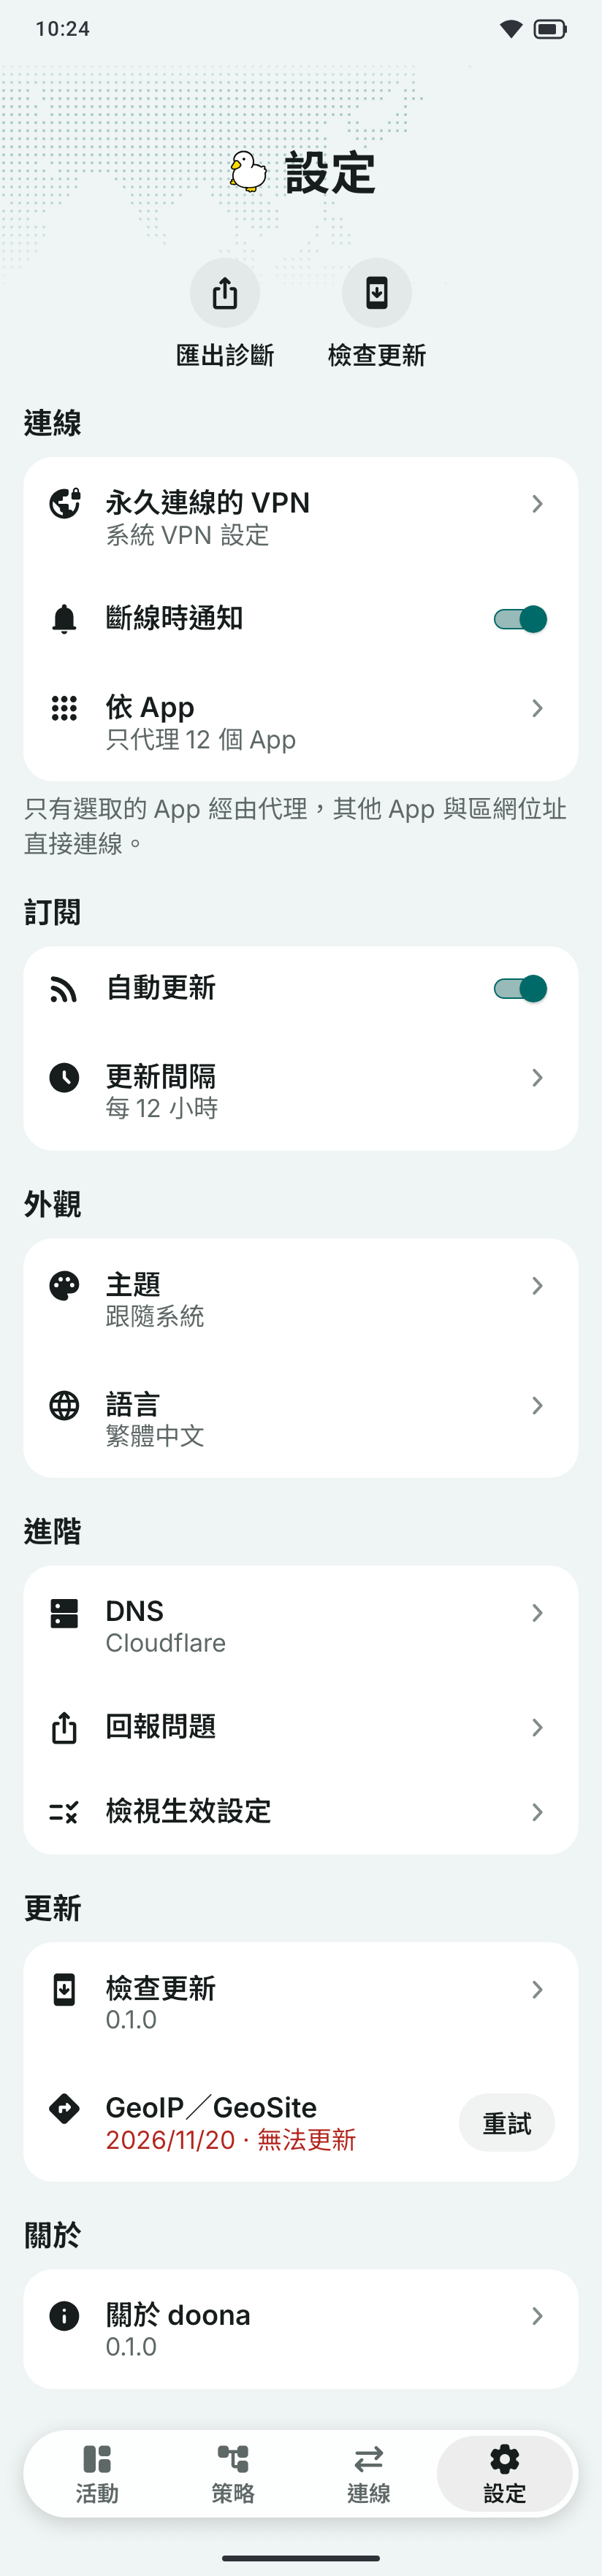 10:24
設定
匯出診斷
檢查更新
連線
永久連線的 VPN
系統 VPN 設定
斷線時通知
依 App
只代理 12 個 App
只有選取的 App 經由代理，其他 App 與區網位址
直接連線。
訂閱
自動更新
更新間隔
每 12 小時
外觀
主題
跟隨系統
語言
繁體中文
進階
DNS
Cloudflare
回報問題
檢視生效設定
更新
檢查更新
0.1.0
GeoIP／GeoSite
2026/11/20 · 無法更新
重試
關於
關於 doona
0.1.0
活動
策略
連線
設定